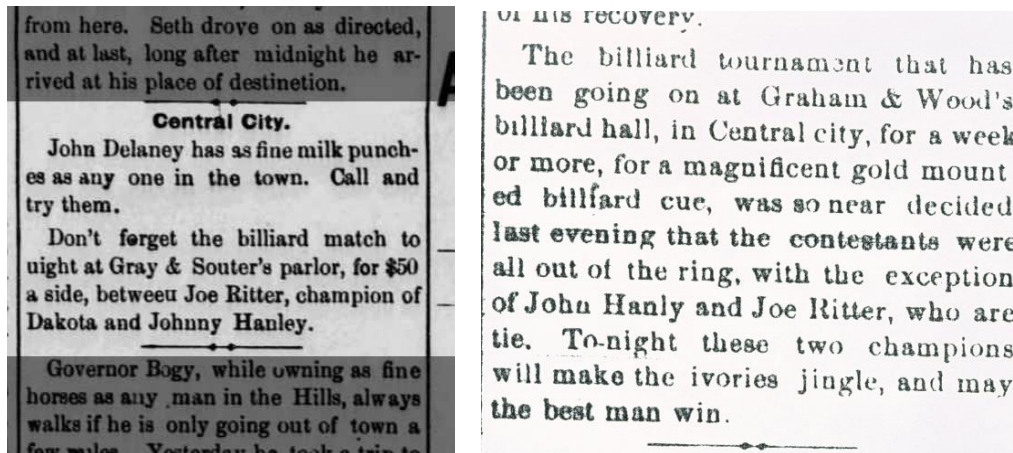 from here. Seth drove on as directed,
and at last, long after midnight he ar-
rived at his place of destinetion.
Central City.
John Delaney has as fine milk punch-
es as any one in the town. Call and
try them.
Don't forget the billiard match to
uight at Gray & Souter's parlor, for $50
a side, betweeu Joe Ritter, champion of
Dakota and Johnny Hanley.
Governor Bogy, while owning as fine
horses as any man in the Hills, always
walks if he is only going out of town a
few miles. Yesterday he took a trip to
of his recovery.
The billiard tournament that has
been going on at Graham & Wood's
billiard hall, in Central city, for a week
or more, for a magnificent gold mount
ed billiard cue, was so near decided
last evening that the contestants were
all out of the ring, with the exception
of John Hanly and Joe Ritter, who are
tie. To-night these two champions
will make the ivories jingle, and may
the best man win.